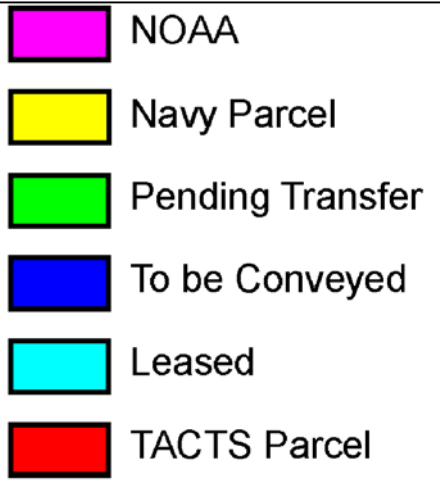 NOAA
Navy Parcel
Pending Transfer
To be Conveyed
Leased
TACTS Parcel